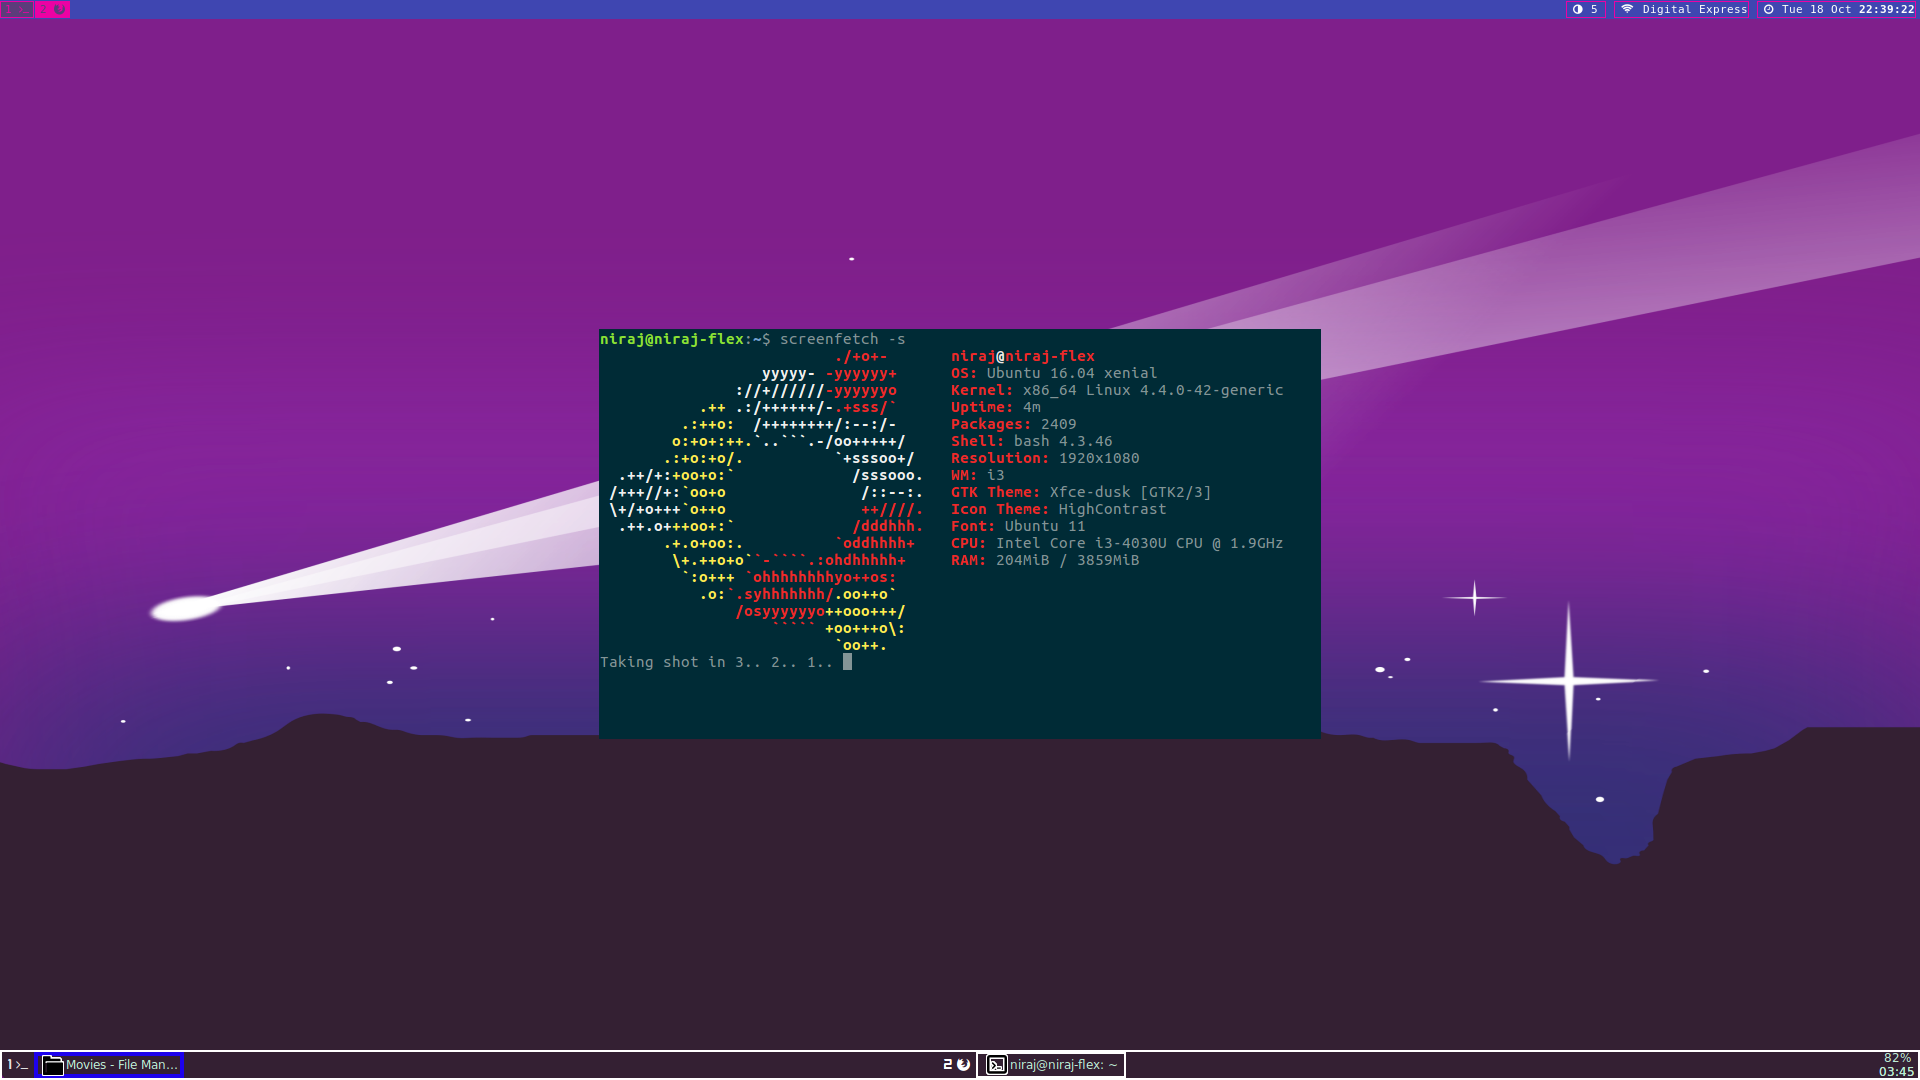 1 >_ 2
5 Digital Express Tue 18 Oct 22:39:22
niraj@niraj-flex:~$ screenfetch -s
./+o+- niraj@niraj-flex
yyyyy- -yyyyyy+ OS: Ubuntu 16.04 xenial
://+//////-yyyyyyo Kernel: x86_64 Linux 4.4.0-42-generic
.++ .:/++++++/-.+sss/` Uptime: 4m
.:++o: /++++++++/:--:/- Packages: 2409
o:+o+:++.`..```.-/oo+++++/ Shell: bash 4.3.46
.:+o:+o/. `+sssoo+/ Resolution: 1920x1080
.++/+:+oo+o:` /sssooo. WM: i3
/+++//+:`oo+o /::--:. GTK Theme: Xfce-dusk [GTK2/3]
\+/+o+++`o++o ++////. Icon Theme: HighContrast
.++.o+++oo+:` /dddhhh. Font: Ubuntu 11
.+.o+oo:. `oddhhhh+ CPU: Intel Core i3-4030U CPU @ 1.9GHz
\+.++o+o``-````.:ohdhhhhh+ RAM: 204MiB / 3859MiB
`:o+++ `ohhhhhhhhyo++os:
.o:`.syhhhhhhh/.oo++o`
/osyyyyyyo++ooo+++/
````` +oo+++o\:
`oo++.
Taking shot in 3.. 2.. 1..
1 >_ Movies - File Man... 2 niraj@niraj-flex: ~ 82%
03:45